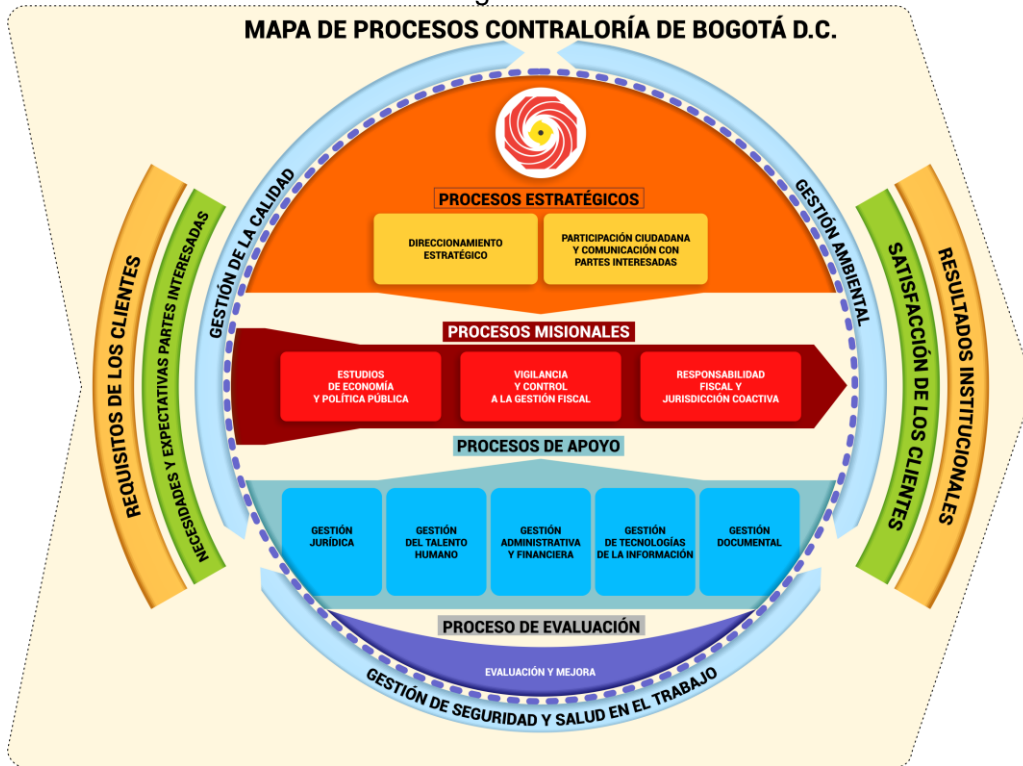 MAPA DE PROCESOS CONTRALORÍA DE BOGOTÁ D.C.
REQUISITOS DE LOS CLIENTES
NECESIDADES Y EXPECTATIVAS PARTES INTERESADAS
GESTIÓN DE LA CALIDAD
GESTIÓN AMBIENTAL
SATISFACCIÓN DE LOS CLIENTES
RESULTADOS INSTITUCIONALES
PROCESOS ESTRATÉGICOS
DIRECCIONAMIENTO
ESTRATÉGICO
PARTICIPACIÓN CIUDADANA
Y COMUNICACIÓN CON
PARTES INTERESADAS
PROCESOS MISIONALES
ESTUDIOS
DE ECONOMÍA
Y POLÍTICA PÚBLICA
VIGILANCIA
Y CONTROL
A LA GESTIÓN FISCAL
RESPONSABILIDAD
FISCAL Y
JURISDICCIÓN COACTIVA
PROCESOS DE APOYO
GESTIÓN
JURÍDICA
GESTIÓN
DEL TALENTO
HUMANO
GESTIÓN
ADMINISTRATIVA
Y FINANCIERA
GESTIÓN
DE TECNOLOGÍAS
DE LA INFORMACIÓN
GESTIÓN
DOCUMENTAL
PROCESO DE EVALUACIÓN
EVALUACIÓN Y MEJORA
GESTIÓN DE SEGURIDAD Y SALUD EN EL TRABAJO